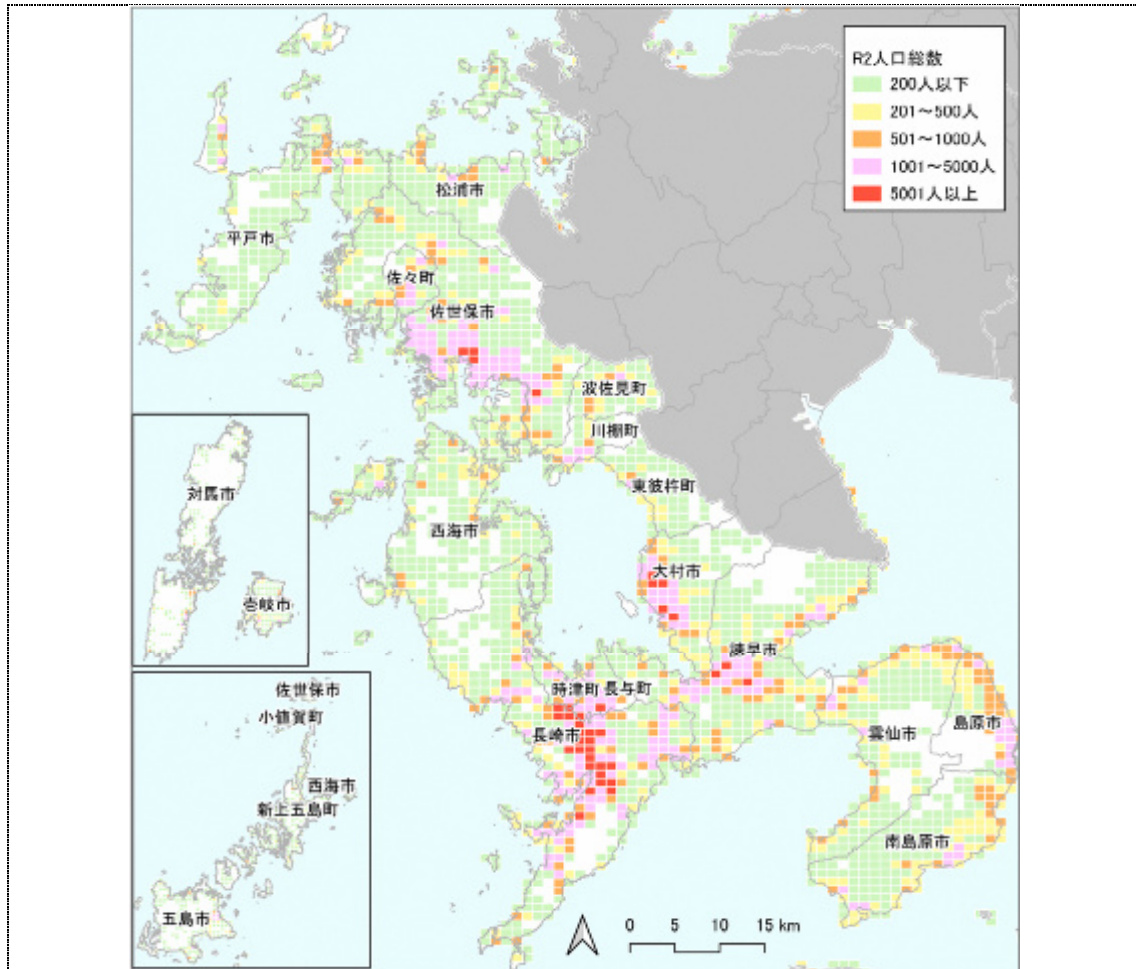 R2人口総数
200人以下
201～500人
501～1000人
1001～5000人
5001人以上
松浦市
平戸市
佐々町
佐世保市
波佐見町
川棚町
東彼杵町
対馬市
西海市
大村市
壱岐市
諫早市
時津町
長与町
佐世保市
小値賀町
長崎市
島原市
雲仙市
西海市
新上五島町
南島原市
五島市
0 5 10 15 km